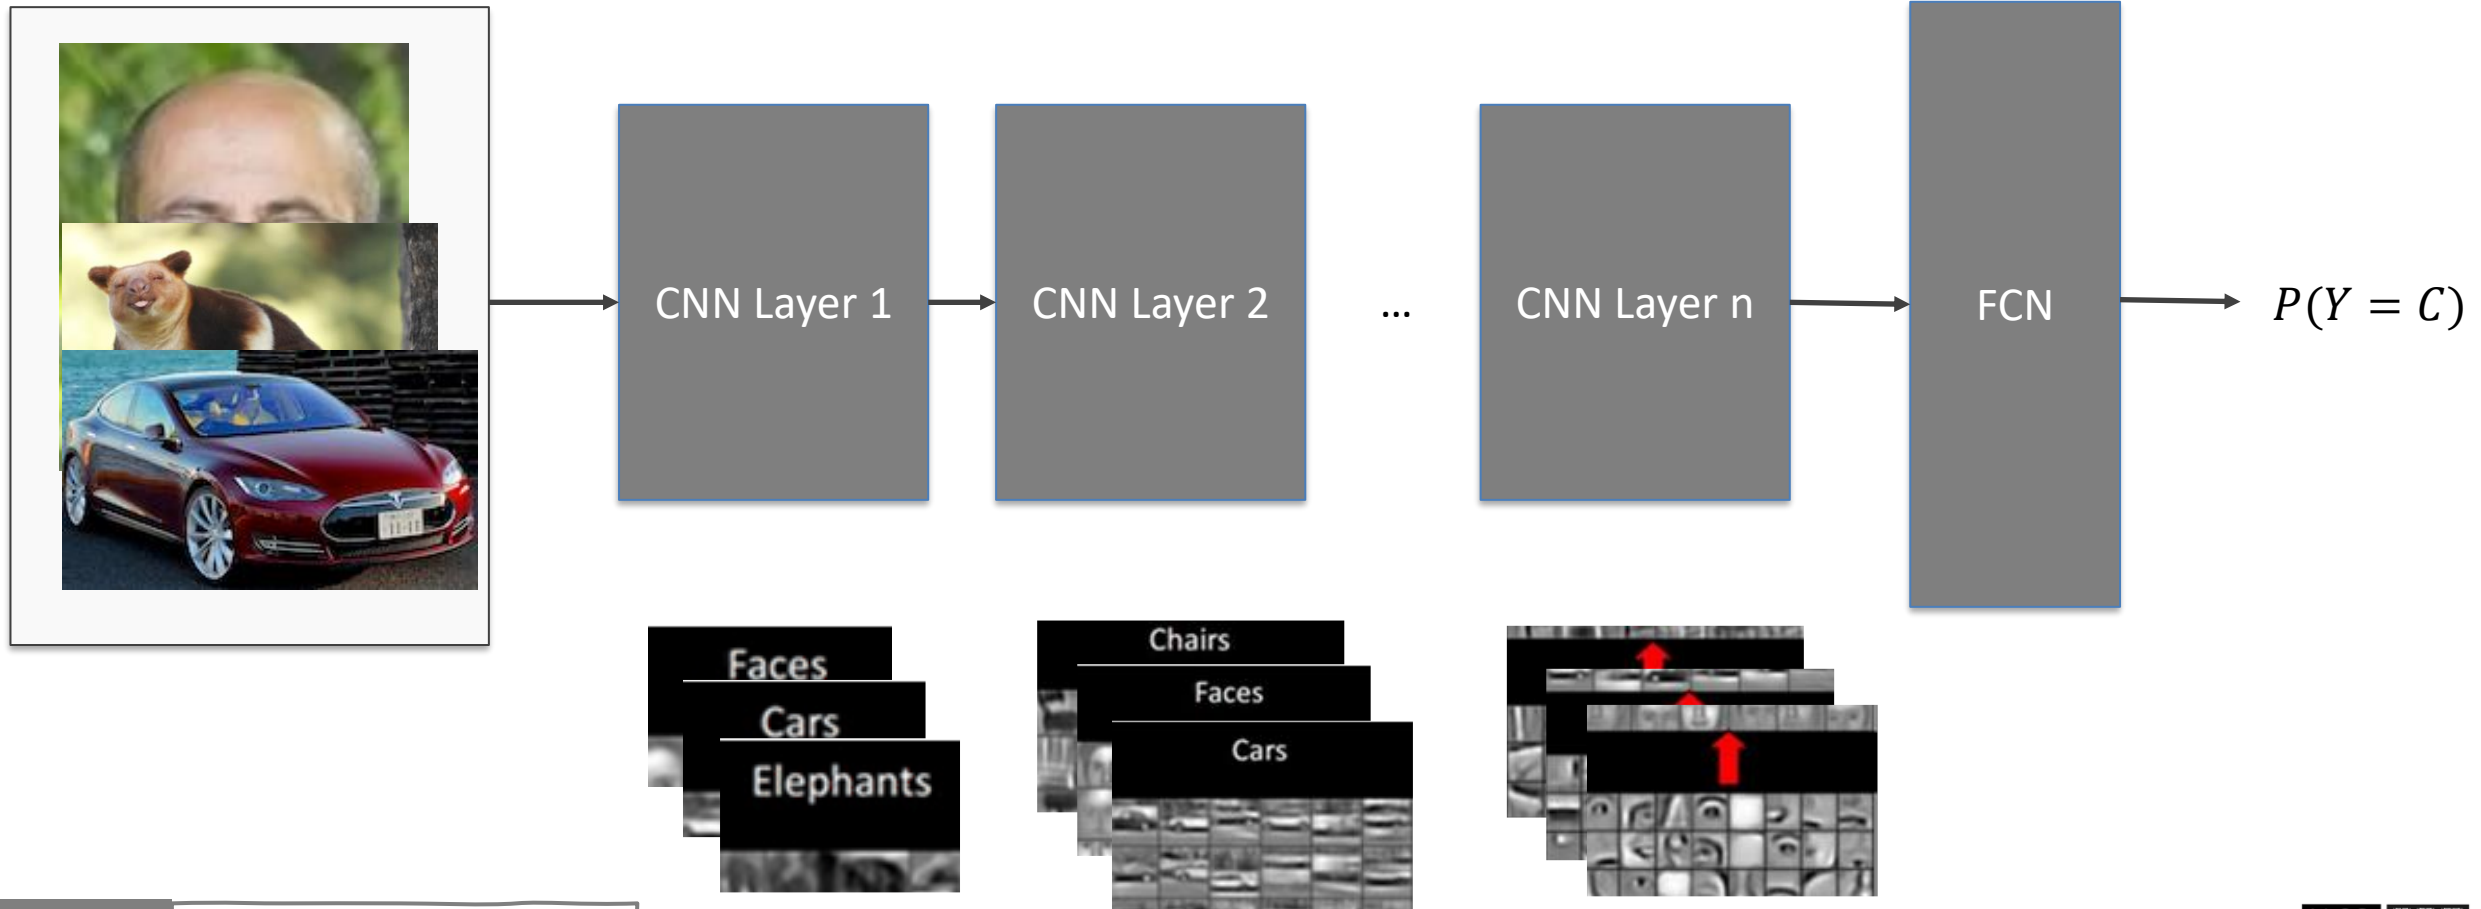 CNN Layer 1
CNN Layer 2
...
CNN Layer n
FCN
P(Y = C)
Faces
Cars
Elephants
Chairs
Faces
Cars